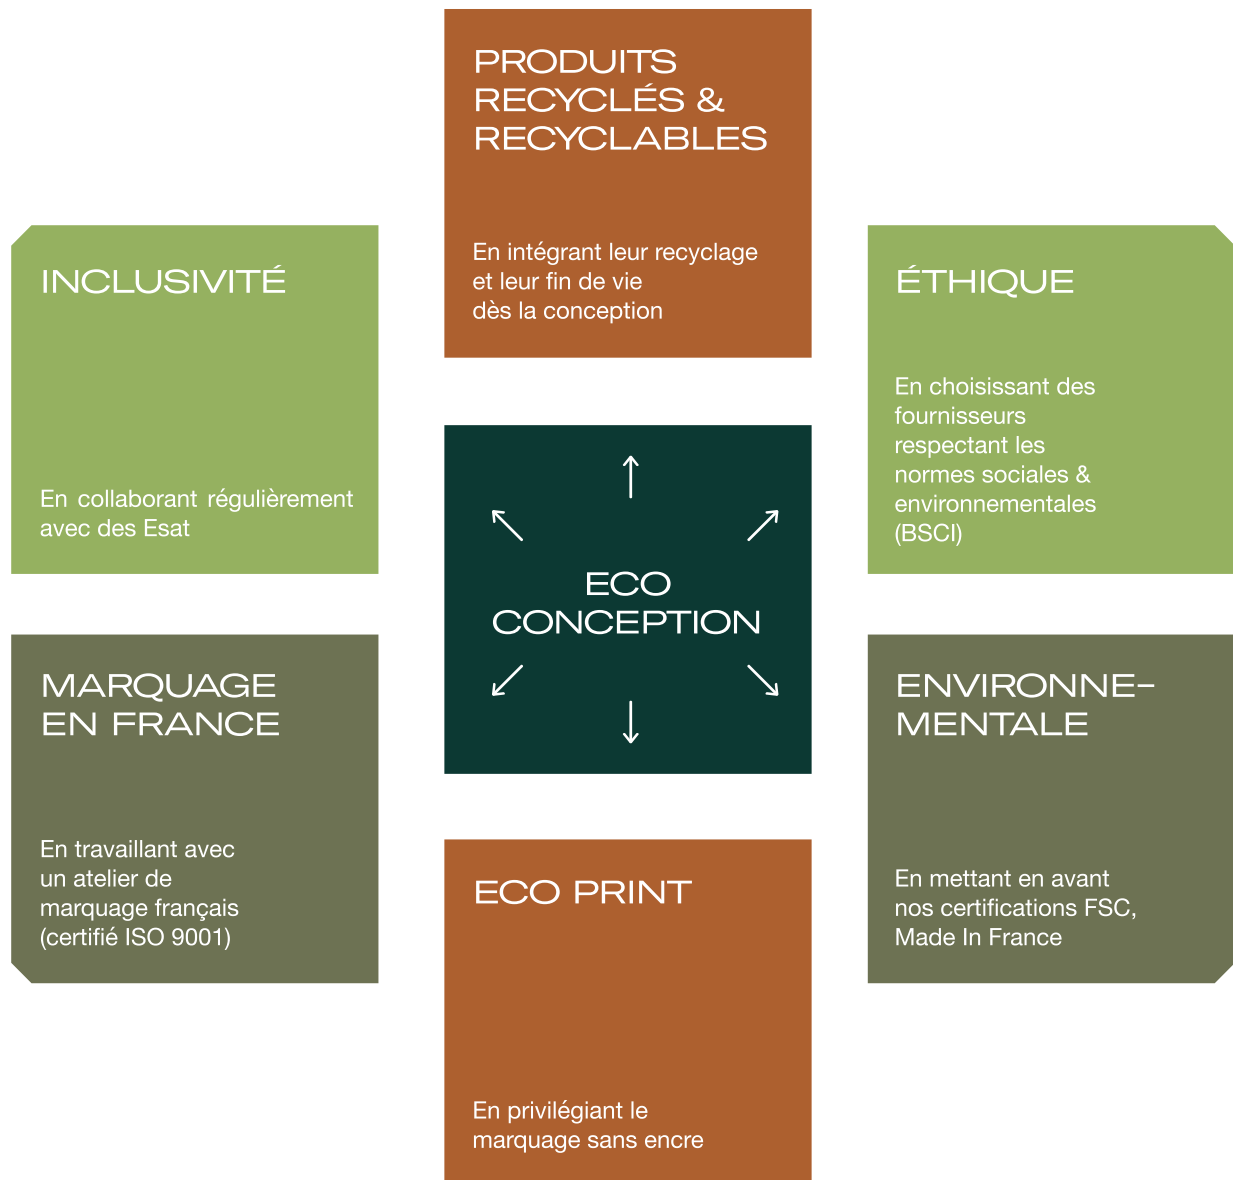 PRODUITS
RECYCLÉS &
RECYCLABLES
En intégrant leur recyclage
et leur fin de vie
dès la conception
INCLUSIVITÉ
En collaborant régulièrement
avec des Esat
ÉTHIQUE
En choisissant des
fournisseurs
respectant les
normes sociales &
environnementales
(BSCI)
ECO
CONCEPTION
MARQUAGE
EN FRANCE
En travaillant avec
un atelier de
marquage français
(certifié ISO 9001)
ENVIRONNE–
MENTALE
En mettant en avant
nos certifications FSC,
Made In France
ECO PRINT
En privilégiant le
marquage sans encre